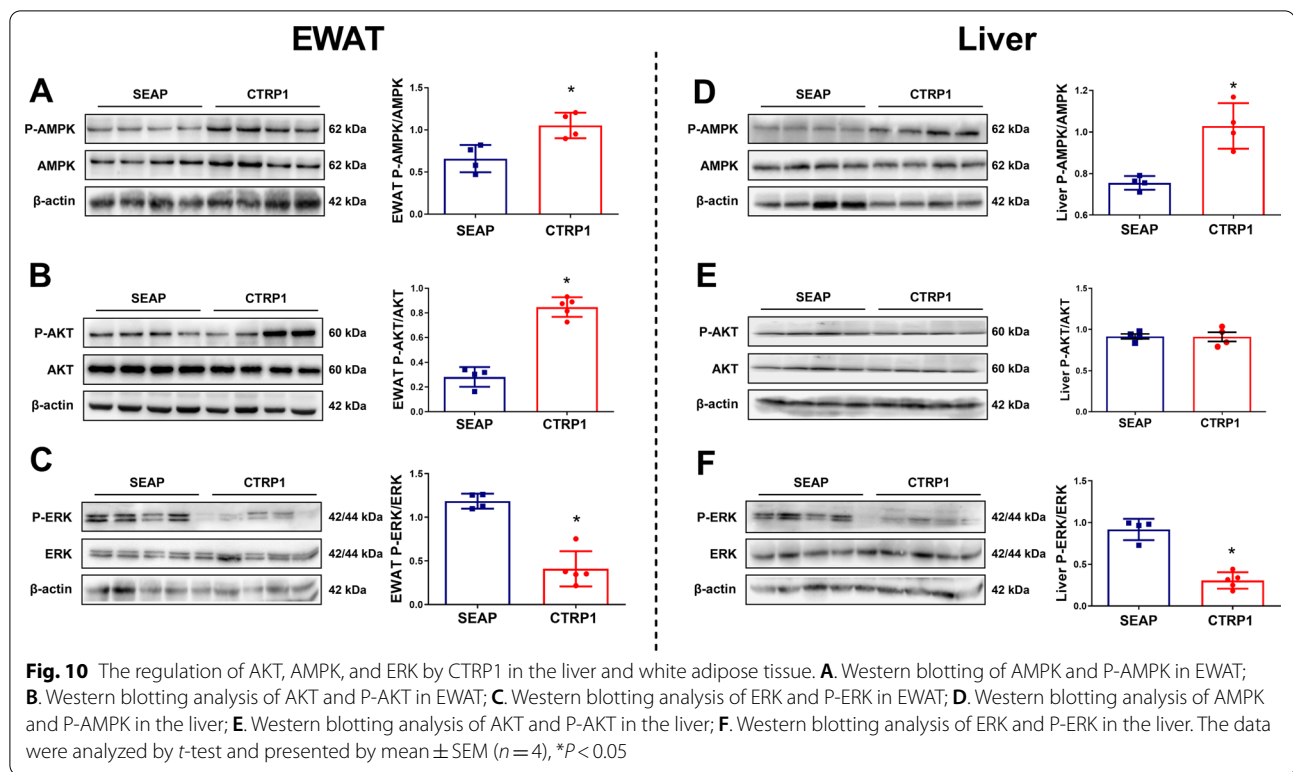 EWAT
Liver
A
SEAP CTRP1
P-AMPK 62 kDa
AMPK 62 kDa
β-actin 42 kDa
EWAT P-AMPK/AMPK
1.5
1.0
0.5
0.0
*
SEAP CTRP1
D
SEAP CTRP1
P-AMPK 62 kDa
AMPK 62 kDa
β-actin 42 kDa
Liver P-AMPK/AMPK
1.2
1.0
0.8
0.6
*
SEAP CTRP1
B
SEAP CTRP1
P-AKT 60 kDa
AKT 60 kDa
β-actin 42 kDa
EWAT P-AKT/AKT
1.0
0.8
0.6
0.4
0.2
0.0
*
SEAP CTRP1
E
SEAP CTRP1
P-AKT 60 kDa
AKT 60 kDa
β-actin 42 kDa
Liver P-AKT/AKT
1.5
1.0
0.5
0.0
SEAP CTRP1
C
SEAP CTRP1
P-ERK 42/44 kDa
ERK 42/44 kDa
β-actin 42 kDa
EWAT P-ERK/ERK
1.5
1.0
0.5
0.0
*
SEAP CTRP1
F
SEAP CTRP1
P-ERK 42/44 kDa
ERK 42/44 kDa
β-actin 42 kDa
Liver P-ERK/ERK
1.5
1.0
0.5
0.0
*
SEAP CTRP1
Fig. 10 The regulation of AKT, AMPK, and ERK by CTRP1 in the liver and white adipose tissue. A. Western blotting of AMPK and P-AMPK in EWAT;
B. Western blotting analysis of AKT and P-AKT in EWAT; C. Western blotting analysis of ERK and P-ERK in EWAT; D. Western blotting analysis of AMPK
and P-AMPK in the liver; E. Western blotting analysis of AKT and P-AKT in the liver; F. Western blotting analysis of ERK and P-ERK in the liver. The data
were analyzed by t-test and presented by mean ± SEM (n = 4), *P < 0.05